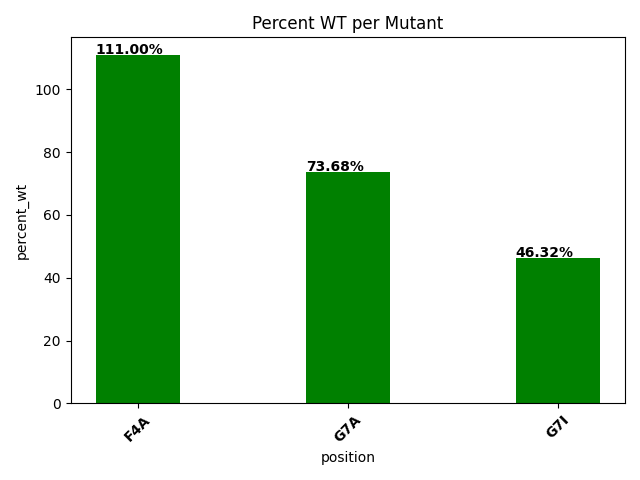 Percent WT per Mutant
111.00%
73.68%
46.32%
percent_wt
100
80
60
40
20
0
F4A
G7A
G7I
position